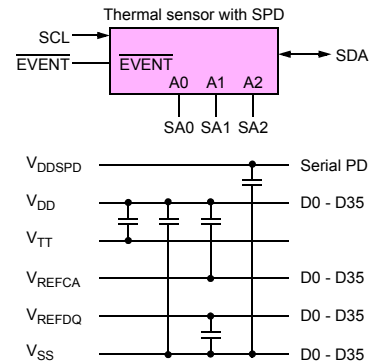 Thermal sensor with SPD
SCL
EVENT EVENT SDA
A0 A1 A2
SA0 SA1 SA2
VDDSPD Serial PD
VDD D0 - D35
VTT
VREFCA D0 - D35
VREFDQ D0 - D35
VSS D0 - D35